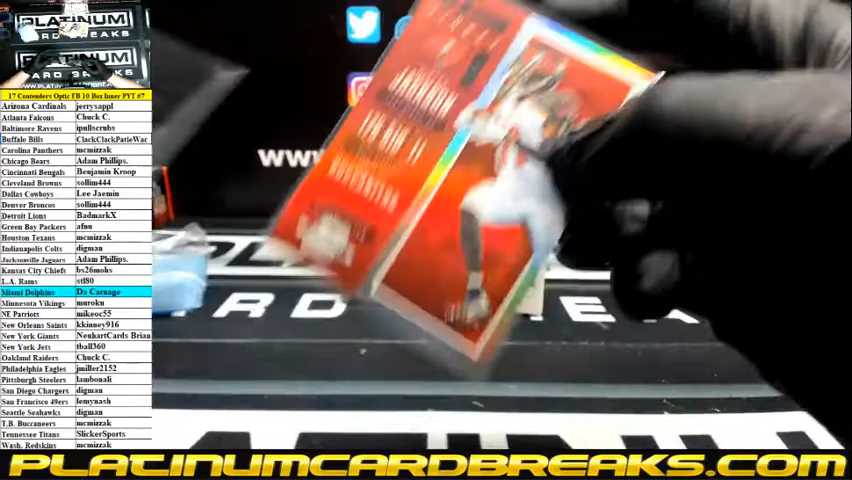 PLATINUM
CARD BREAKS
PLATINUM
17 Contenders Optic FB 10 Box Inner PYT #7
Arizona Cardinals jerrysappl
Atlanta Falcons Chuck C.
Baltimore Ravens ipullscrubs
Buffalo Bills ClackClackPatieWac
Carolina Panthers mcmizzak
Chicago Bears Adam Phillips.
Cincinnati Bengals Benjamin Kroop
Cleveland Browns sollim444
Dallas Cowboys Lee Jaemin
Denver Broncos sollim444
Detroit Lions BadmarkX
Green Bay Packers afnu
Houston Texans mcmizzak
Indianapolis Colts digman
Jacksonville Jaguars Adam Phillips.
Kansas City Chiefs bs26mohs
L.A. Rams stl80
Miami Dolphins Da Carnage
Minnesota Vikings muroku
NE Patriots mikeoc55
New Orleans Saints kkinney916
New York Giants NeuhartCards Brian
New York Jets tball360
Oakland Raiders Chuck C.
Philadelphia Eagles jmiller2152
Pittsburgh Steelers lambonali
San Diego Chargers digman
San Francisco 49ers lemynash
Seattle Seahawks digman
T.B. Buccaneers mcmizzak
Tennessee Titans SlickerSports
Wash. Redskins mcmizzak
www
ARD
PLATINUMCARDBREAKS.COM